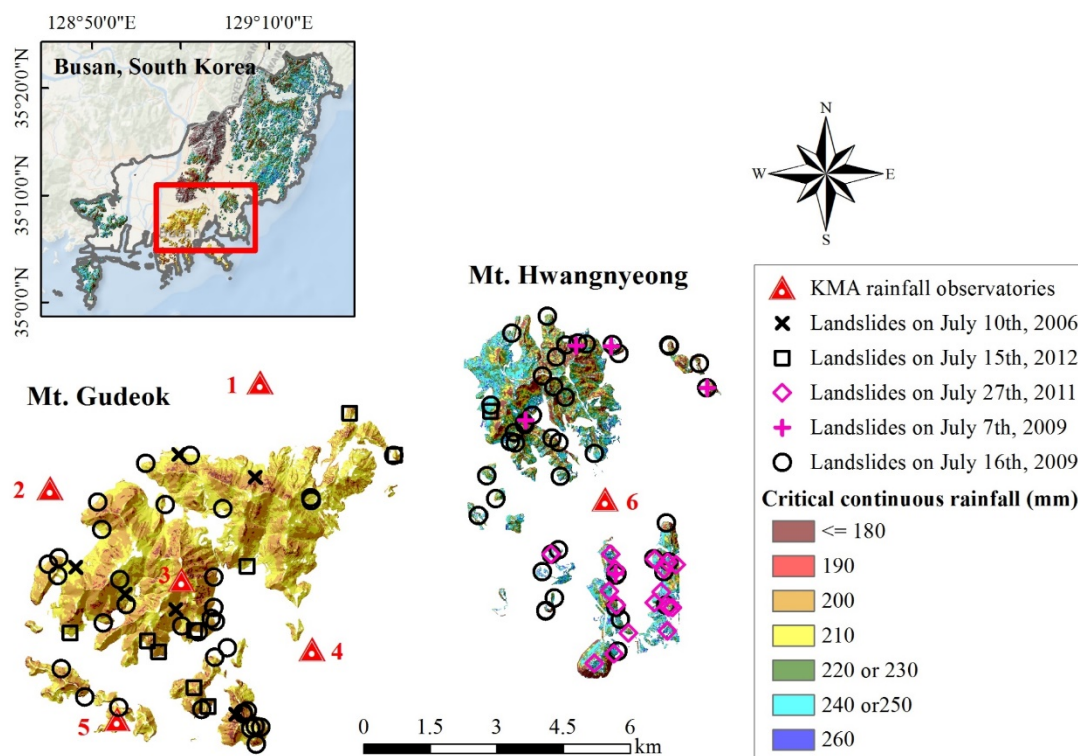 128°50'0"E
129°10'0"E
Busan, South Korea
35°20'0"N
35°10'0"N
35°0'0"N
N
W
E
S
Mt. Hwangnyeong
Mt. Gudeok
1
2
3
4
5
6
KMA rainfall observatories
Landslides on July 10th, 2006
Landslides on July 15th, 2012
Landslides on July 27th, 2011
Landslides on July 7th, 2009
Landslides on July 16th, 2009
Critical continuous rainfall (mm)
<= 180
190
200
210
220 or 230
240 or250
260
0 1.5 3 4.5 6
km